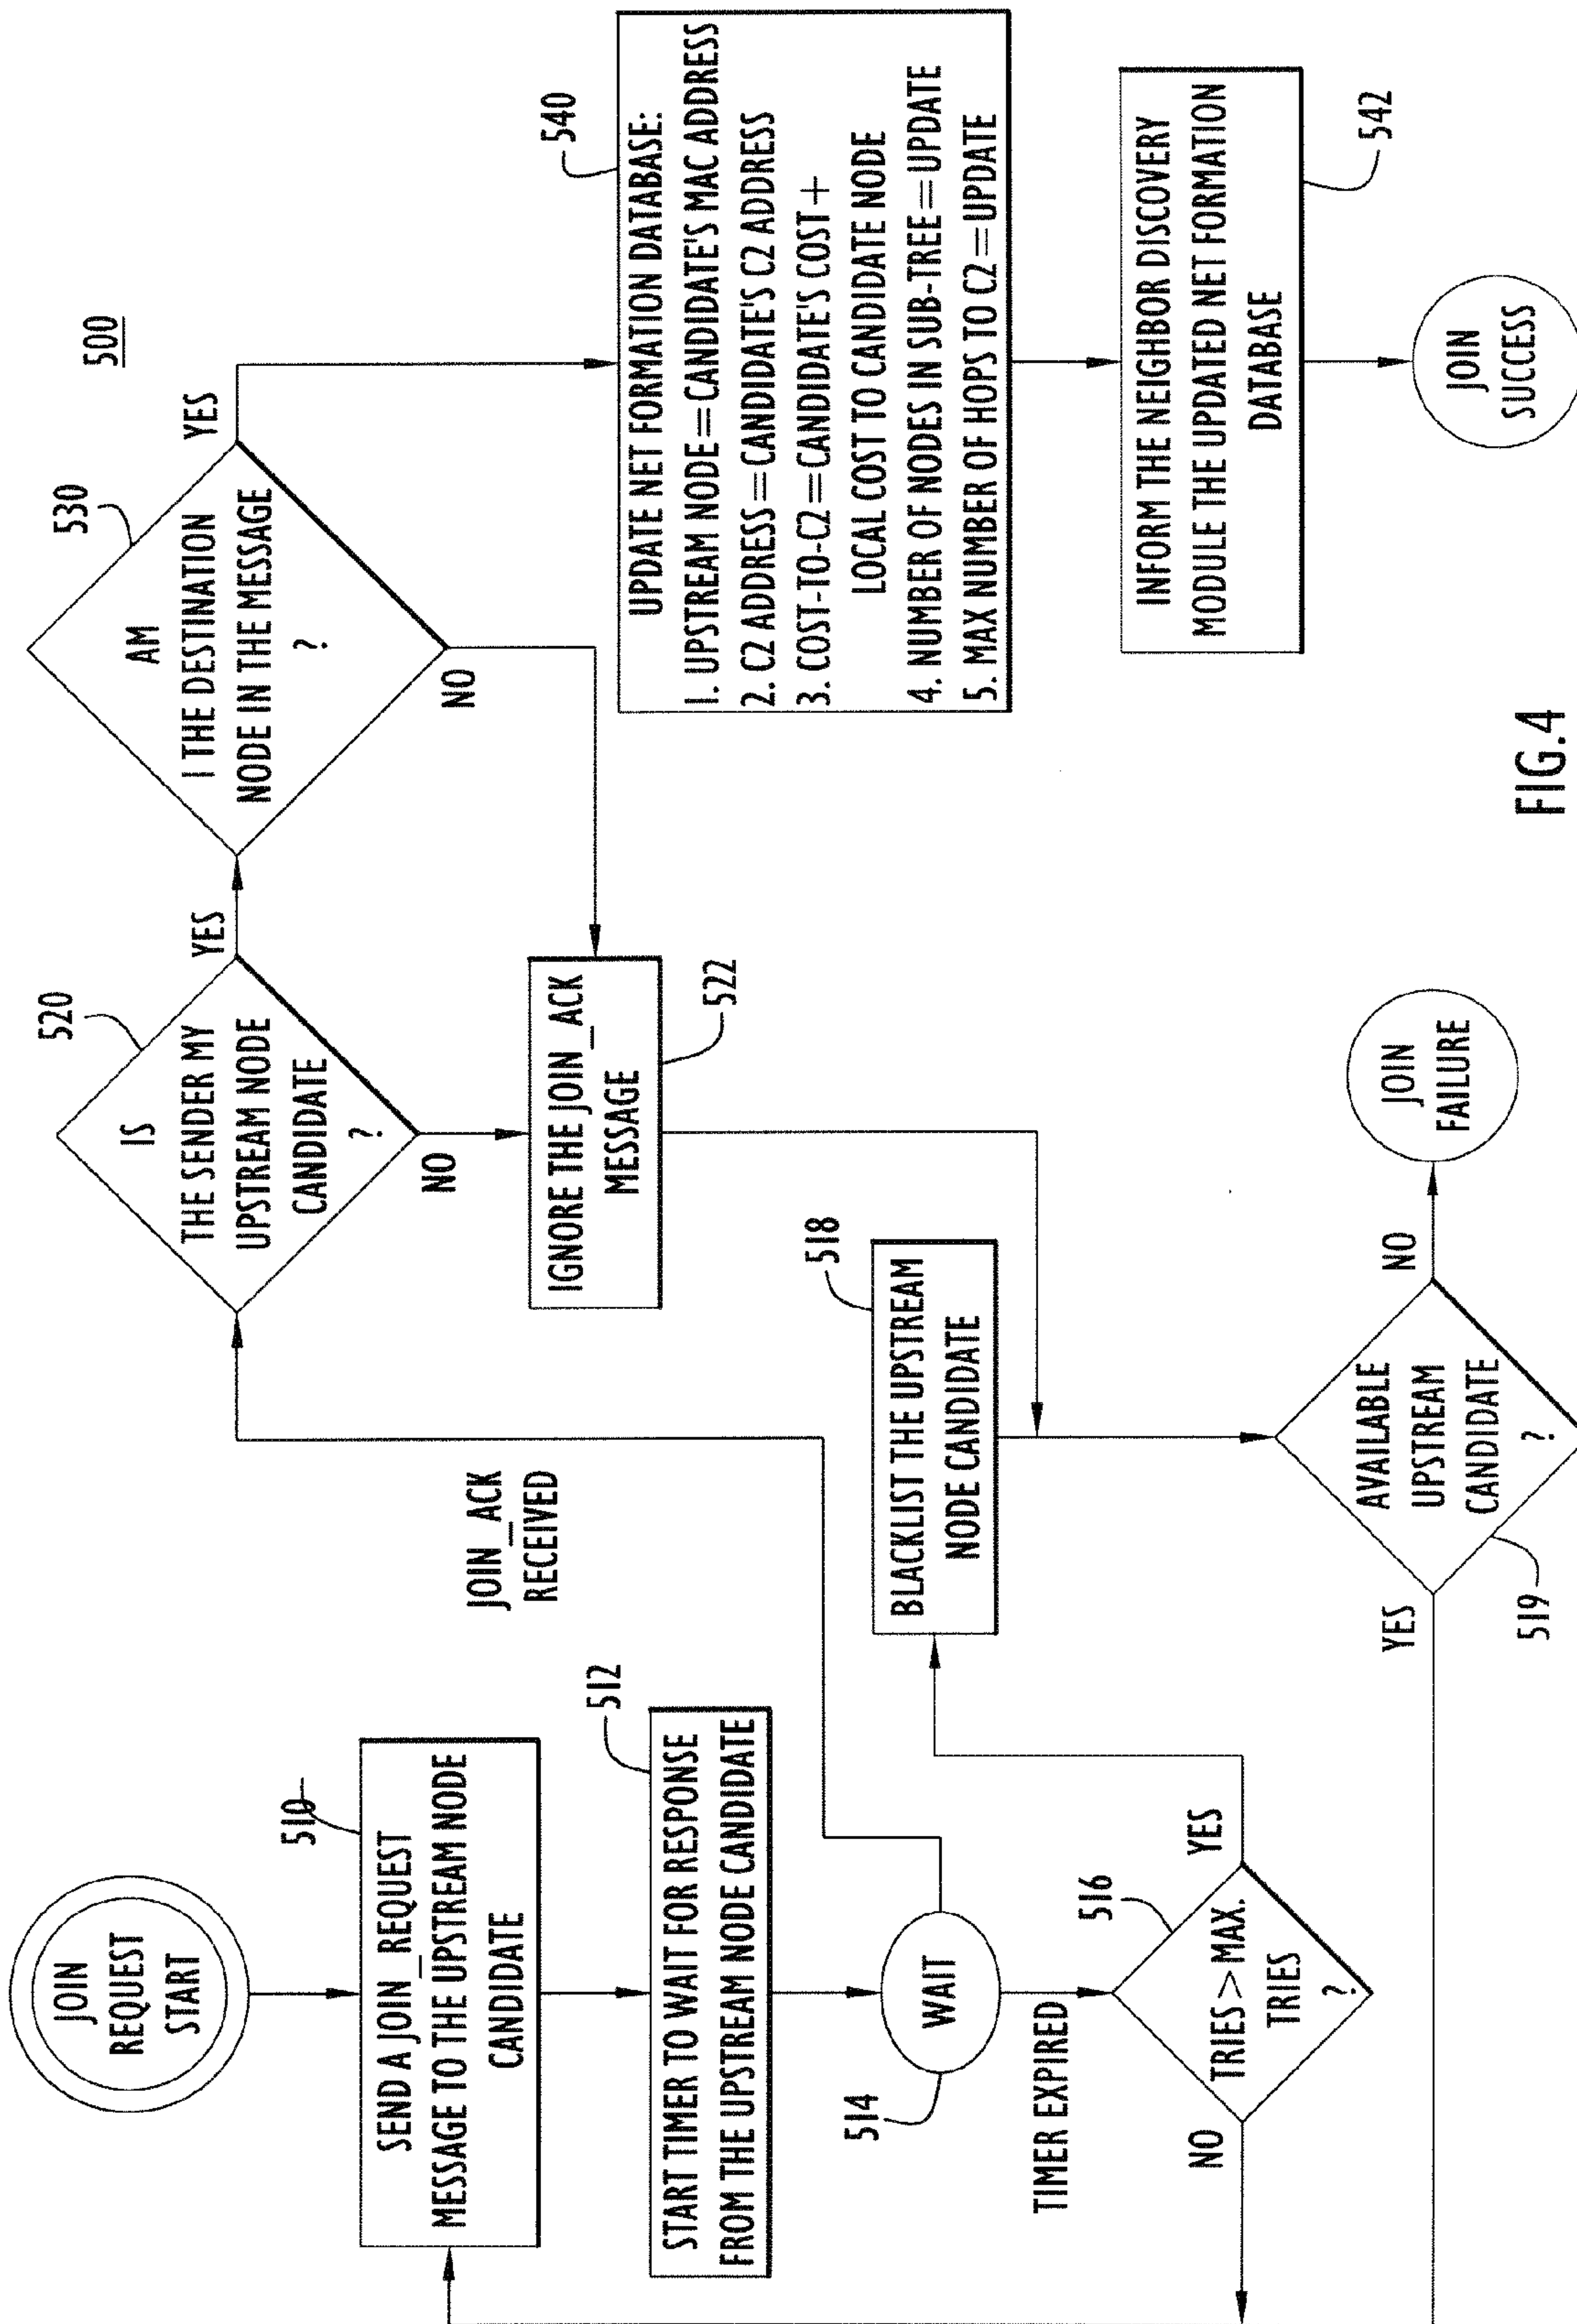 500
JOIN
REQUEST
START
510
SEND A JOIN_REQUEST
MESSAGE TO THE UPSTREAM NODE
CANDIDATE
512
START TIMER TO WAIT FOR RESPONSE
FROM THE UPSTREAM NODE CANDIDATE
514
WAIT
JOIN_ACK
RECEIVED
TIMER EXPIRED
516
TRIES>MAX.
TRIES
?
NO
YES
518
BLACKLIST THE UPSTREAM
NODE CANDIDATE
519
AVAILABLE
UPSTREAM
CANDIDATE
?
YES
NO
JOIN
FAILURE
520
IS
THE SENDER MY
UPSTREAM NODE
CANDIDATE
?
YES
NO
522
IGNORE THE JOIN_ACK
MESSAGE
530
AM
I THE DESTINATION
NODE IN THE MESSAGE
?
YES
NO
540
UPDATE NET FORMATION DATABASE:
1. UPSTREAM NODE=CANDIDATE'S MAC ADDRESS
2. C2 ADDRESS=CANDIDATE'S C2 ADDRESS
3. COST-TO-C2=CANDIDATE'S COST+
LOCAL COST TO CANDIDATE NODE
4. NUMBER OF NODES IN SUB-TREE=UPDATE
5. MAX NUMBER OF HOPS TO C2=UPDATE
542
INFORM THE NEIGHBOR DISCOVERY
MODULE THE UPDATED NET FORMATION
DATABASE
JOIN
SUCCESS
FIG.4